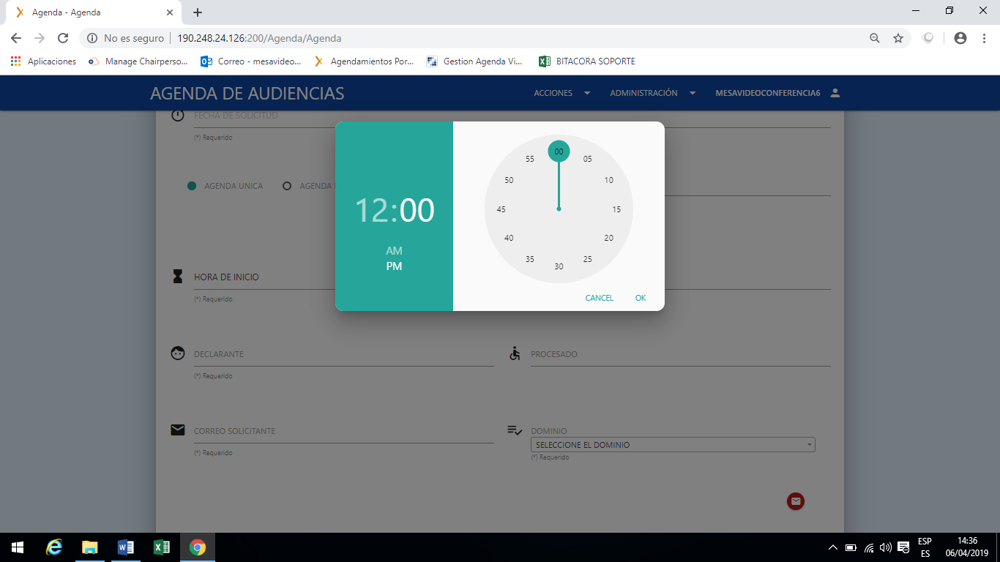 Agenda - Agenda
No es seguro 190.248.24.126:200/Agenda/Agenda
Aplicaciones Manage Chairperso... Correo - mesavideo... Agendamientos Por... Gestion Agenda Vi... BITACORA SOPORTE
AGENDA DE AUDIENCIAS ACCIONES ADMINISTRACIÓN MESAVIDEOCONFERENCIA6
FECHA DE SOLICITUD
(*) Requerido
AGENDA UNICA AGENDA
12:00
AM
PM
00
05
10
15
20
25
30
35
40
45
50
55
CANCEL OK
HORA DE INICIO
(*) Requerido
DECLARANTE
(*) Requerido
PROCESADO
CORREO SOLICITANTE
(*) Requerido
DOMINIO
SELECCIONE EL DOMINIO
(*) Requerido
ESP
ES
14:36
06/04/2019